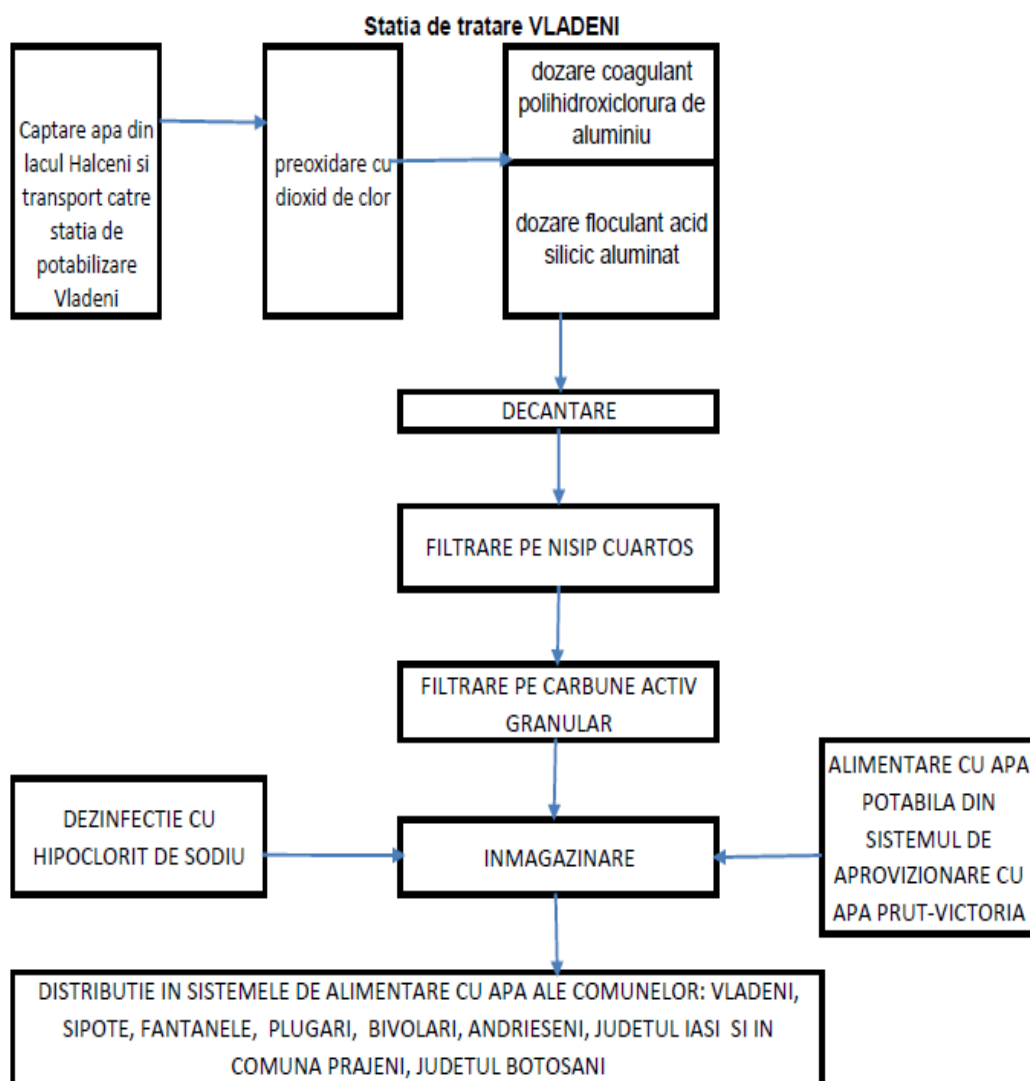 Statia de tratare VLADENI
Captare apa din
lacul Halceni si
transport catre
statia de
potabilizare
Vladeni
preoxidare cu
dioxid de clor
dozare coagulant
polihidroxiclorura de
aluminiu
dozare floculant acid
silicic aluminat
DECANTARE
FILTRARE PE NISIP CUARTOS
FILTRARE PE CARBUNE ACTIV
GRANULAR
DEZINFECTIE CU
HIPOCLORIT DE SODIU
INMAGAZINARE
ALIMENTARE CU APA
POTABILA DIN
SISTEMUL DE
APROVIZIONARE CU
APA PRUT-VICTORIA
DISTRIBUTIE IN SISTEMELE DE ALIMENTARE CU APA ALE COMUNELOR: VLADENI,
SIPOTE, FANTANELE, PLUGARI, BIVOLARI, ANDRIESENI, JUDETUL IASI SI IN
COMUNA PRAJENI, JUDETUL BOTOSANI